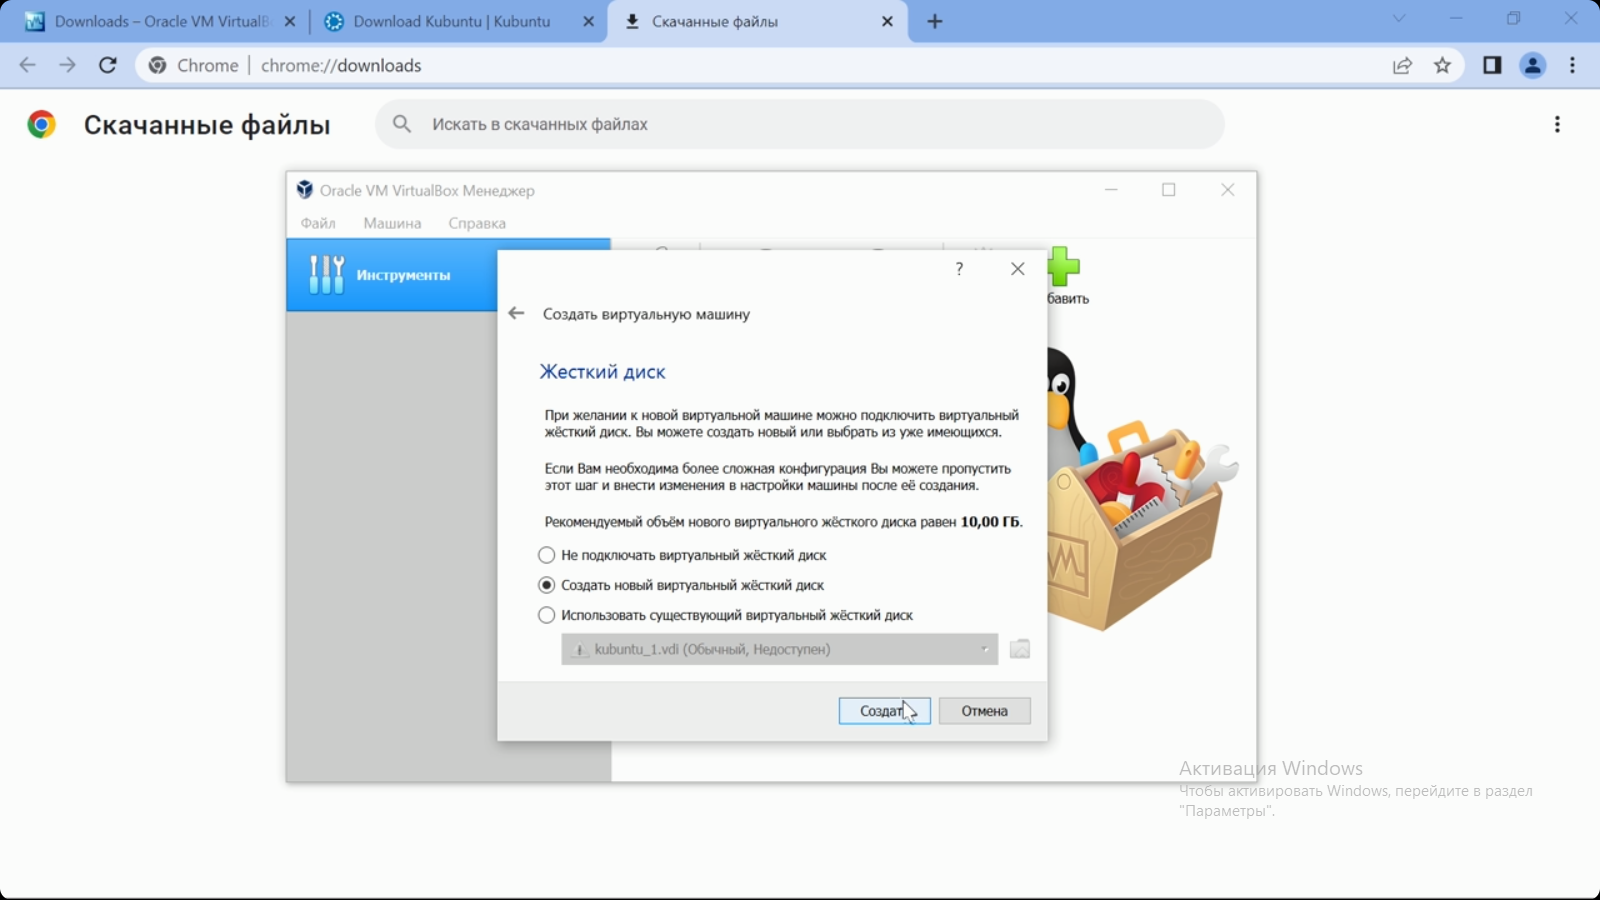 Downloads – Oracle VM VirtualB
Download Kubuntu | Kubuntu
Скачанные файлы
Chrome
chrome://downloads
Скачанные файлы
Искать в скачанных файлах
Oracle VM VirtualBox Менеджер
Файл
Машина
Справка
Инструменты
бавить
?
Создать виртуальную машину
Жесткий диск
При желании к новой виртуальной машине можно подключить виртуальный
жёсткий диск. Вы можете создать новый или выбрать из уже имеющихся.
Если Вам необходима более сложная конфигурация Вы можете пропустить
этот шаг и внести изменения в настройки машины после её создания.
Рекомендуемый объём нового виртуального жёсткого диска равен 10,00 ГБ.
Не подключать виртуальный жёсткий диск
Создать новый виртуальный жёсткий диск
Использовать существующий виртуальный жёсткий диск
kubuntu_1.vdi (Обычный, Недоступен)
Создат
Отмена
Активация Windows
Чтобы активировать Windows, перейдите в раздел
"Параметры".